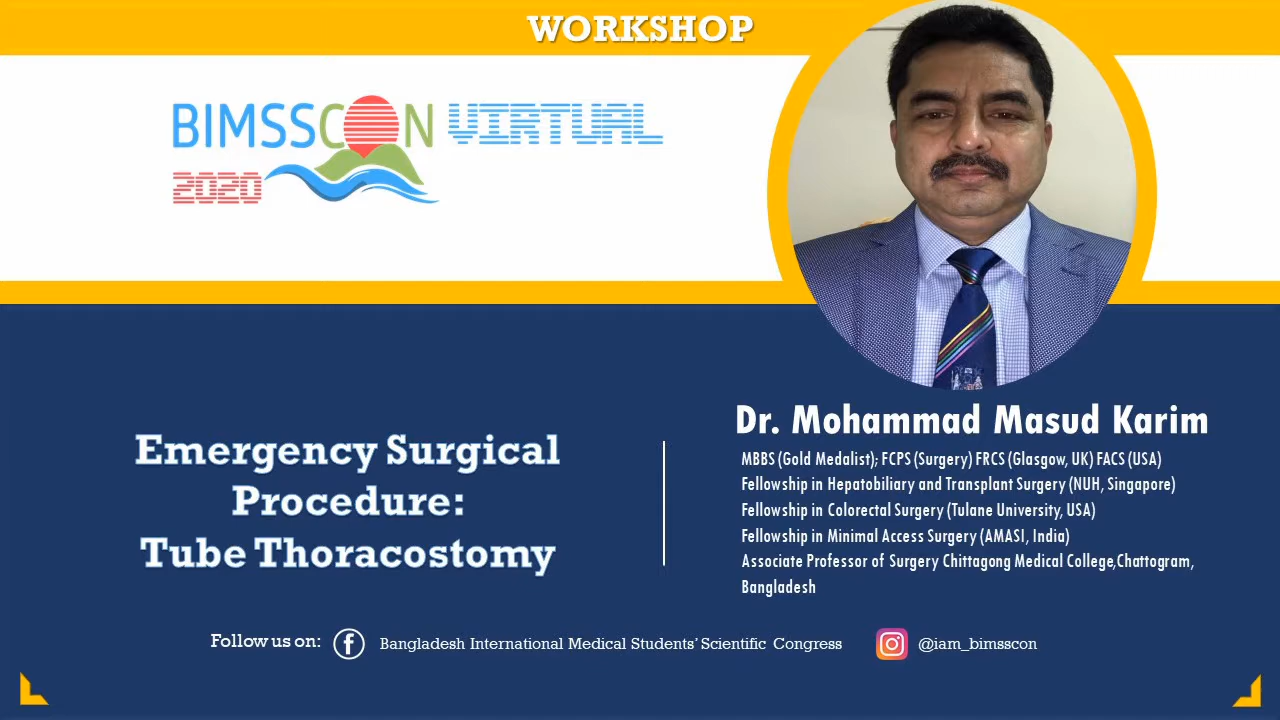 WORKSHOP
BIMSSCON VIRTUAL
2020
Dr. Mohammad Masud Karim
MBBS (Gold Medalist); FCPS (Surgery) FRCS (Glasgow, UK) FACS (USA)
Fellowship in Hepatobiliary and Transplant Surgery (NUH, Singapore)
Fellowship in Colorectal Surgery (Tulane University, USA)
Fellowship in Minimal Access Surgery (AMASI, India)
Associate Professor of Surgery Chittagong Medical College,Chattogram,
Bangladesh
Emergency Surgical
Procedure:
Tube Thoracostomy
Follow us on: Bangladesh International Medical Students' Scientific Congress @iam_bimsscon